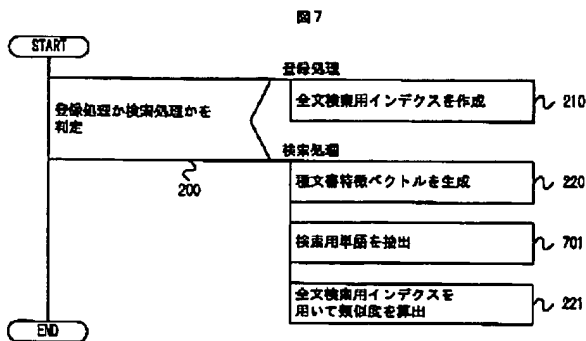 図7
START
登録処理
登録処理か検索処理かを
判定
全文検索用インデクスを作成
210
検索処理
200
種文書特徴ベクトルを生成
220
検索用単語を抽出
701
全文検索用インデクスを
用いて類似度を算出
221
END